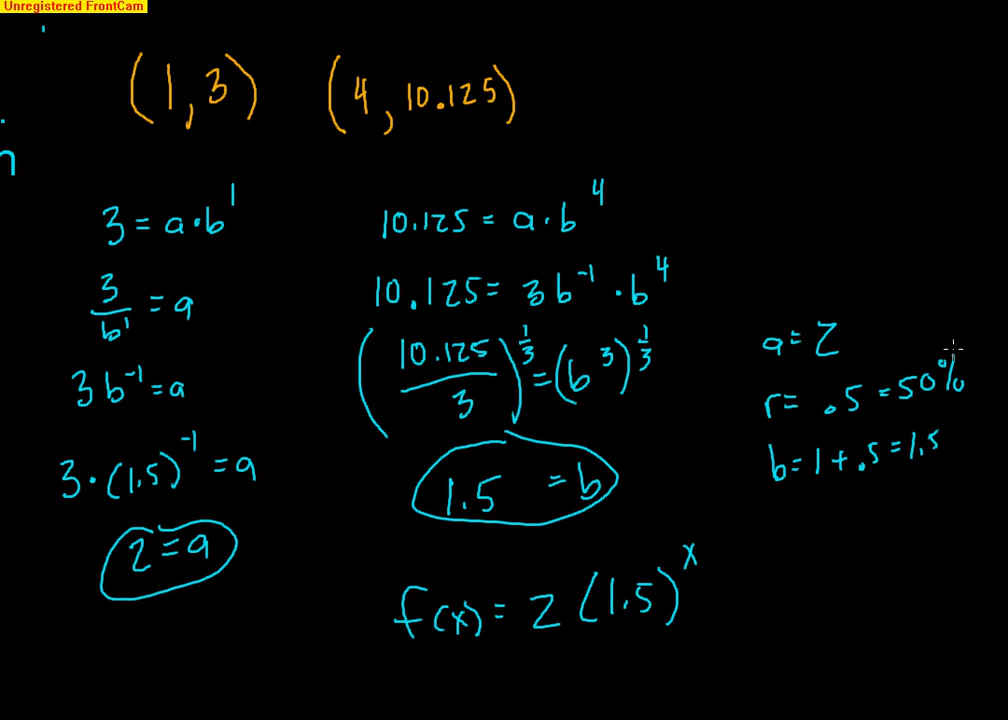 Unregistered FrontCam
(1,3) (4,10.125)
n
3 = a·b^1
3/b^1 = a
3b^-1 = a
3·(1.5)^-1 = a
2 = a
10.125 = a·b^4
10.125 = 3b^-1·b^4
(10.125/3)^1/3 = (b^3)^1/3
1.5 = b
f(x) = 2(1.5)^x
a = 2
r = .5 = 50%
b = 1 + .5 = 1.5